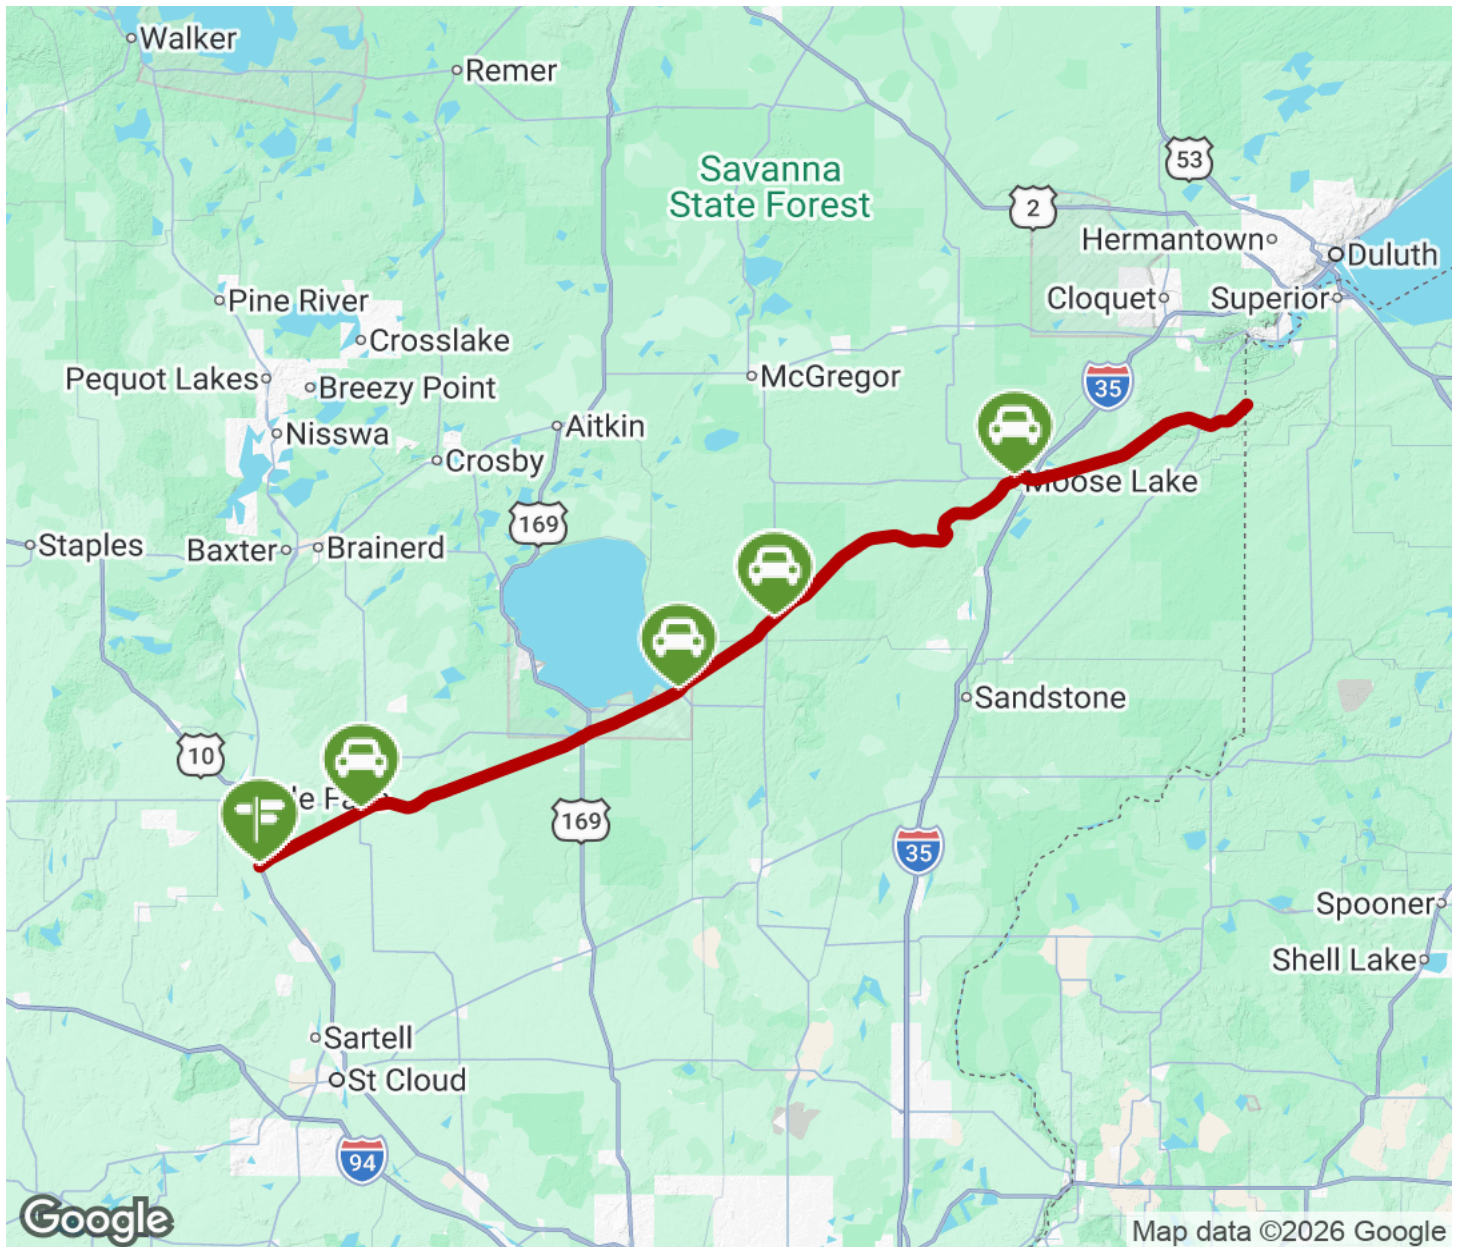 Walker
Remer
Savanna
State Forest
53
2
Hermantown
Duluth
Cloquet
Superior
Pine River
Crosslake
Pequot Lakes
Breezy Point
McGregor
35
Nisswa
Aitkin
Crosby
Moose Lake
169
Staples
Baxter
Brainerd
Sandstone
10
169
35
Spooner
Shell Lake
Sartell
St Cloud
94
Google
Map data ©2026 Google